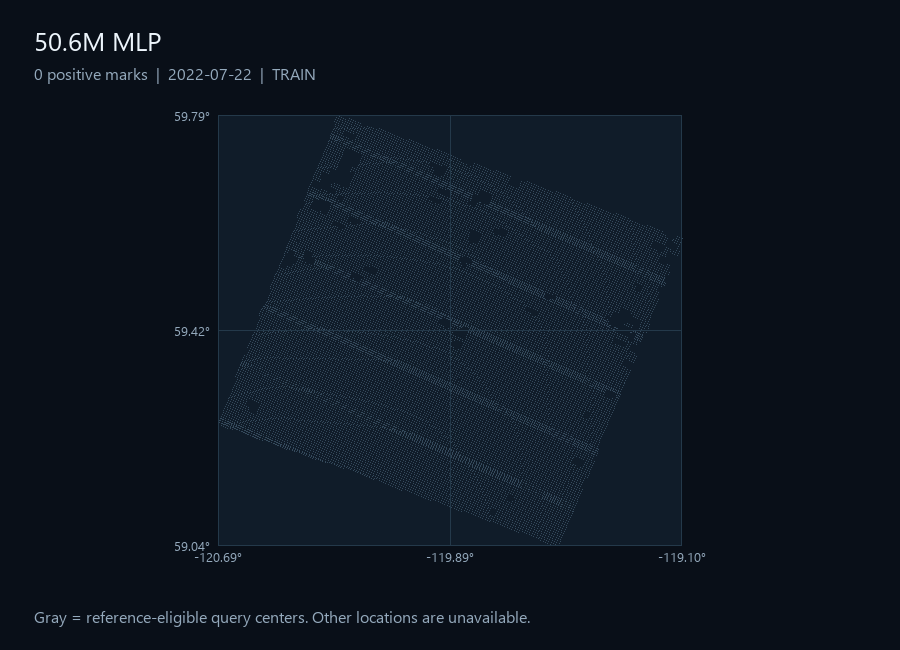 50.6M MLP
0 positive marks | 2022-07-22 | TRAIN
59.79°
59.42°
59.04°
-120.69°
-119.89°
-119.10°
Gray = reference-eligible query centers. Other locations are unavailable.